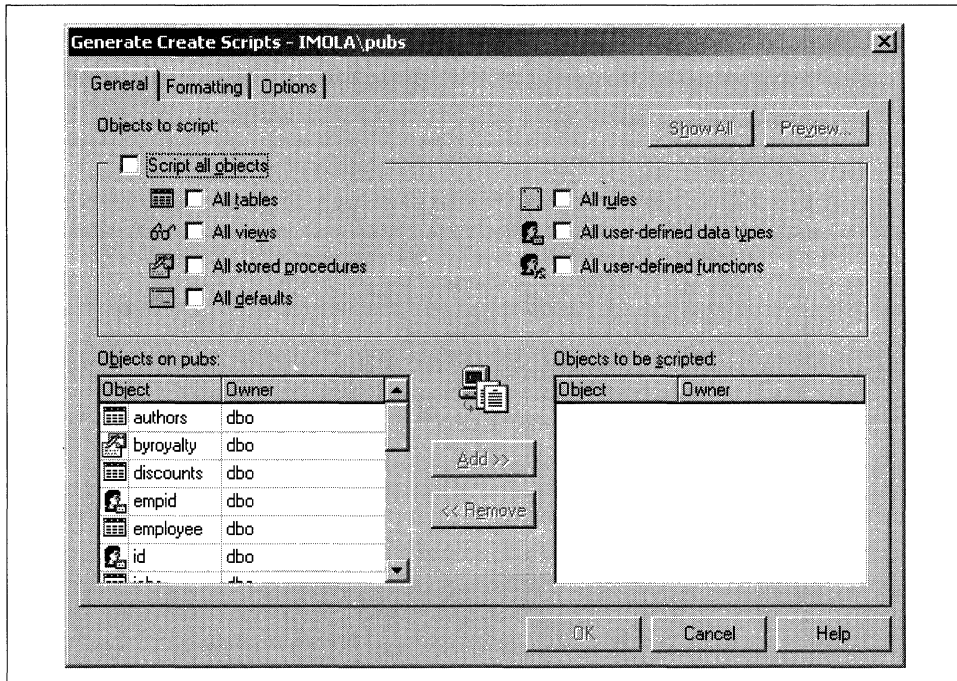 Generate Create Scripts - IMOLA\pubs
General Formatting Options
Objects to script:
Show All Preview...
Script all objects
All tables All rules
All views All user-defined data types
All stored procedures All user-defined functions
All defaults
Objects on pubs: Objects to be scripted:
Object Owner Object Owner
authors dbo
byroyalty dbo
discounts dbo
empid dbo
employee dbo
id dbo
Add >>
<< Remove
OK Cancel Help